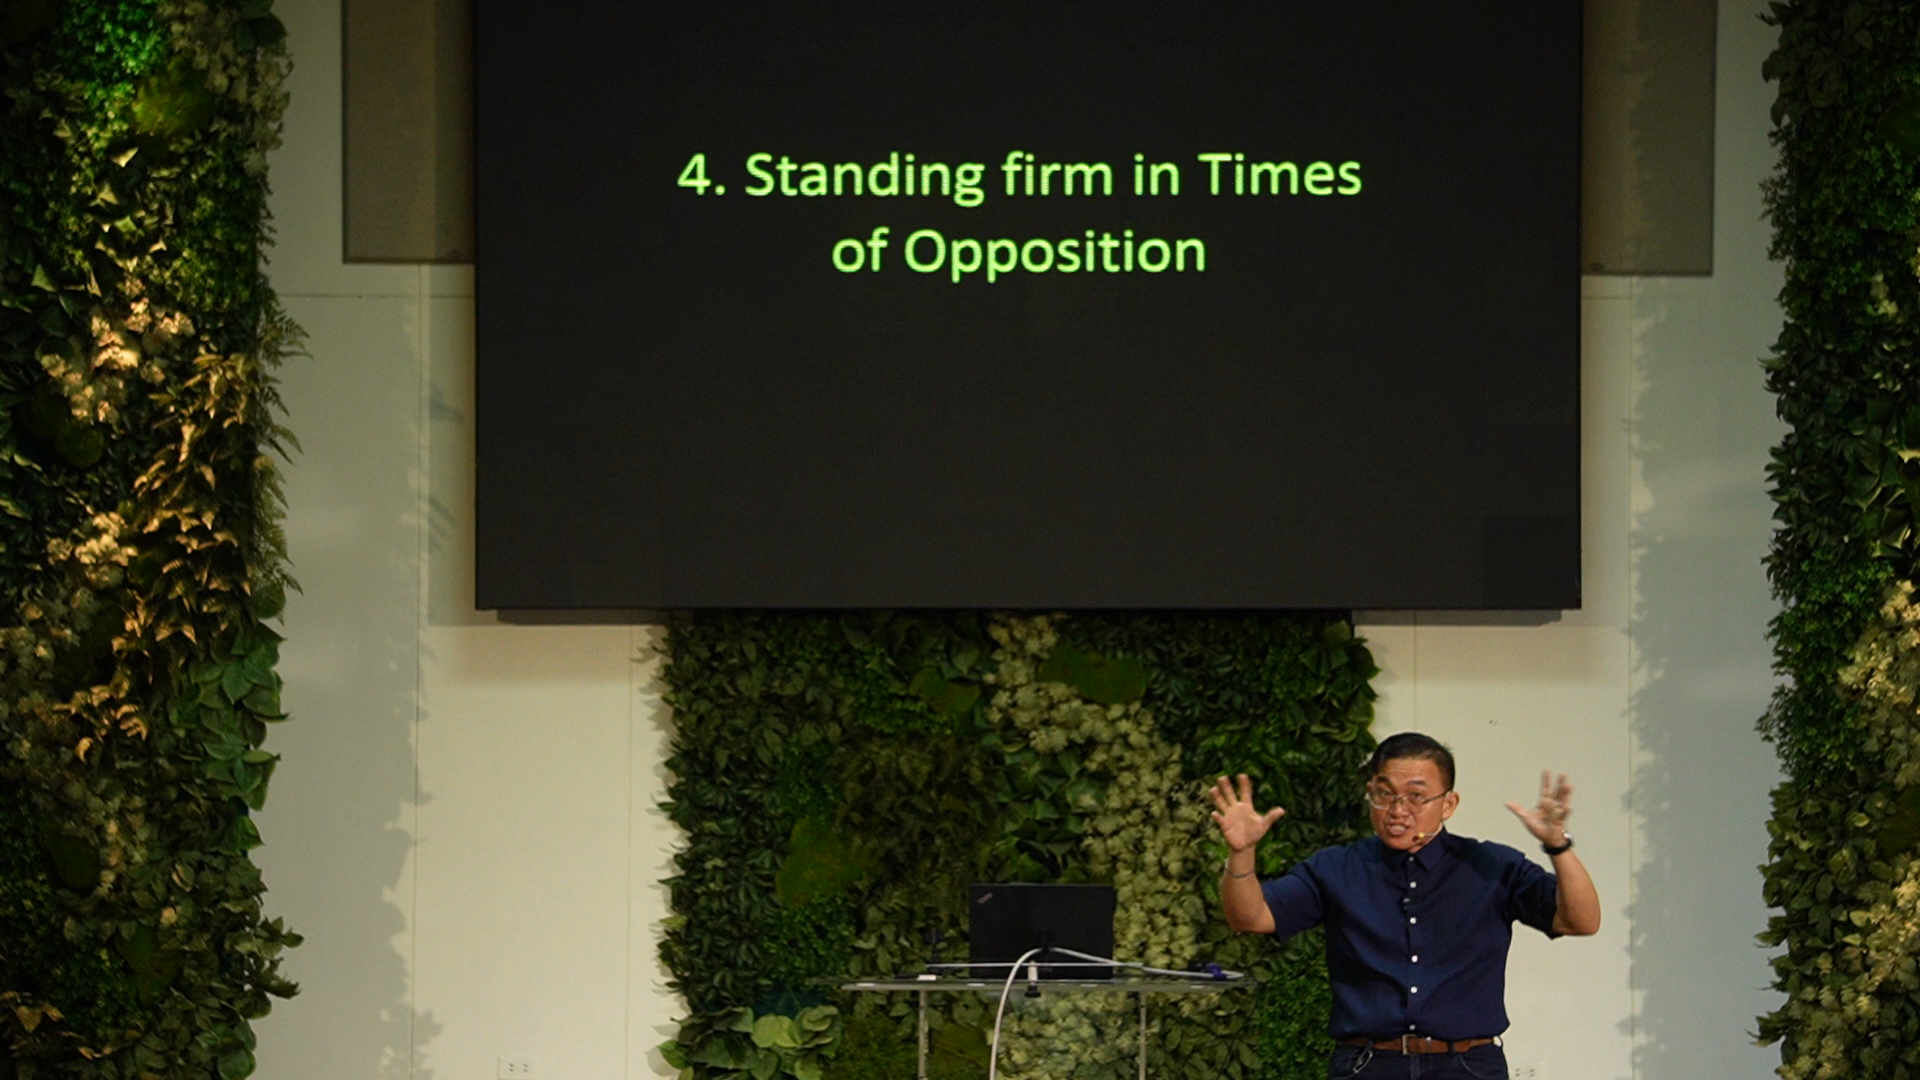 4. Standing firm in Times
of Opposition